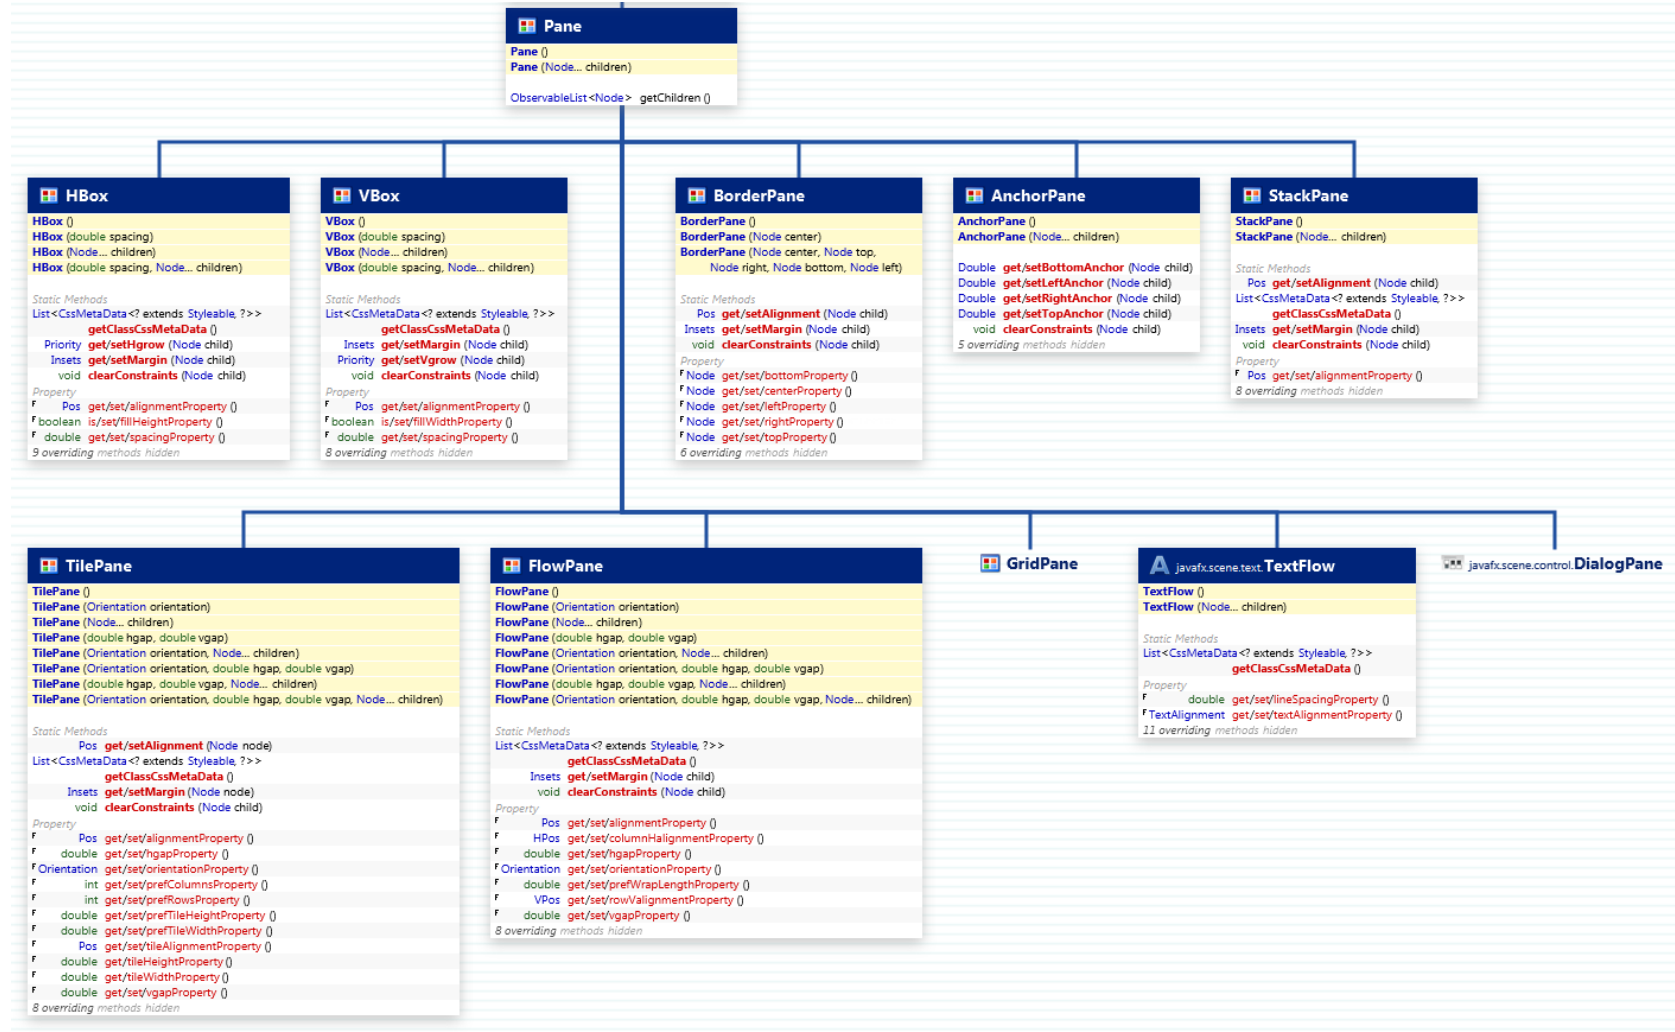 Pane
Pane ()
Pane (Node... children)
ObservableList<Node> getChildren ()
HBox
HBox ()
HBox (double spacing)
HBox (Node... children)
HBox (double spacing, Node... children)
Static Methods
List<CssMetaData<? extends Styleable, ?>>
getClassCssMetaData ()
Priority get/setHgrow (Node child)
Insets get/setMargin (Node child)
void clearConstraints (Node child)
Property
F Pos get/set/alignmentProperty ()
F boolean is/set/fillHeightProperty ()
F double get/set/spacingProperty ()
9 overriding methods hidden
VBox
VBox ()
VBox (double spacing)
VBox (Node... children)
VBox (double spacing, Node... children)
Static Methods
List<CssMetaData<? extends Styleable, ?>>
getClassCssMetaData ()
Insets get/setMargin (Node child)
Priority get/setVgrow (Node child)
void clearConstraints (Node child)
Property
F Pos get/set/alignmentProperty ()
F boolean is/set/fillWidthProperty ()
F double get/set/spacingProperty ()
8 overriding methods hidden
BorderPane
BorderPane ()
BorderPane (Node center)
BorderPane (Node center, Node top,
Node right, Node bottom, Node left)
Static Methods
Pos get/setAlignment (Node child)
Insets get/setMargin (Node child)
void clearConstraints (Node child)
Property
F Node get/set/bottomProperty ()
F Node get/set/centerProperty ()
F Node get/set/leftProperty ()
F Node get/set/rightProperty ()
F Node get/set/topProperty ()
6 overriding methods hidden
AnchorPane
AnchorPane ()
AnchorPane (Node... children)
Double get/setBottomAnchor (Node child)
Double get/setLeftAnchor (Node child)
Double get/setRightAnchor (Node child)
Double get/setTopAnchor (Node child)
void clearConstraints (Node child)
5 overriding methods hidden
StackPane
StackPane ()
StackPane (Node... children)
Static Methods
Pos get/setAlignment (Node child)
List<CssMetaData<? extends Styleable, ?>>
getClassCssMetaData ()
Insets get/setMargin (Node child)
void clearConstraints (Node child)
Property
F Pos get/set/alignmentProperty ()
8 overriding methods hidden
TilePane
TilePane ()
TilePane (Orientation orientation)
TilePane (Node... children)
TilePane (double hgap, double vgap)
TilePane (Orientation orientation, Node... children)
TilePane (Orientation orientation, double hgap, double vgap)
TilePane (double hgap, double vgap, Node... children)
TilePane (Orientation orientation, double hgap, double vgap, Node... children)
Static Methods
Pos get/setAlignment (Node node)
List<CssMetaData<? extends Styleable, ?>>
getClassCssMetaData ()
Insets get/setMargin (Node node)
void clearConstraints (Node child)
Property
F Pos get/set/alignmentProperty ()
F double get/set/hgapProperty ()
F Orientation get/set/orientationProperty ()
F int get/set/prefColumnsProperty ()
F int get/set/prefRowsProperty ()
F double get/set/prefTileHeightProperty ()
F double get/set/prefTileWidthProperty ()
F Pos get/set/tileAlignmentProperty ()
F double get/tileHeightProperty ()
F double get/tileWidthProperty ()
F double get/set/vgapProperty ()
8 overriding methods hidden
FlowPane
FlowPane ()
FlowPane (Orientation orientation)
FlowPane (Node... children)
FlowPane (double hgap, double vgap)
FlowPane (Orientation orientation, Node... children)
FlowPane (Orientation orientation, double hgap, double vgap)
FlowPane (double hgap, double vgap, Node... children)
FlowPane (Orientation orientation, double hgap, double vgap, Node... children)
Static Methods
List<CssMetaData<? extends Styleable, ?>>
getClassCssMetaData ()
Insets get/setMargin (Node child)
void clearConstraints (Node child)
Property
F Pos get/set/alignmentProperty ()
F HPos get/set/columnHalignmentProperty ()
F double get/set/hgapProperty ()
F Orientation get/set/orientationProperty ()
F double get/set/prefWrapLengthProperty ()
F VPos get/set/rowValignmentProperty ()
F double get/set/vgapProperty ()
8 overriding methods hidden
GridPane
A javafx.scene.text.TextFlow
TextFlow ()
TextFlow (Node... children)
Static Methods
List<CssMetaData<? extends Styleable, ?>>
getClassCssMetaData ()
Property
F double get/set/lineSpacingProperty ()
F TextAlignment get/set/textAlignmentProperty ()
11 overriding methods hidden
javafx.scene.control.DialogPane